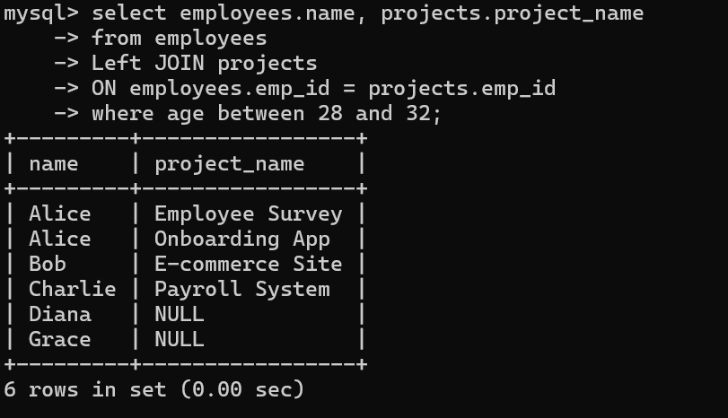 mysql> select employees.name, projects.project_name
    -> from employees
    -> Left JOIN projects
    -> ON employees.emp_id = projects.emp_id
    -> where age between 28 and 32;
+---------+-----------------+
| name    | project_name    |
+---------+-----------------+
| Alice   | Employee Survey |
| Alice   | Onboarding App  |
| Bob     | E-commerce Site |
| Charlie | Payroll System  |
| Diana   | NULL            |
| Grace   | NULL            |
+---------+-----------------+
6 rows in set (0.00 sec)